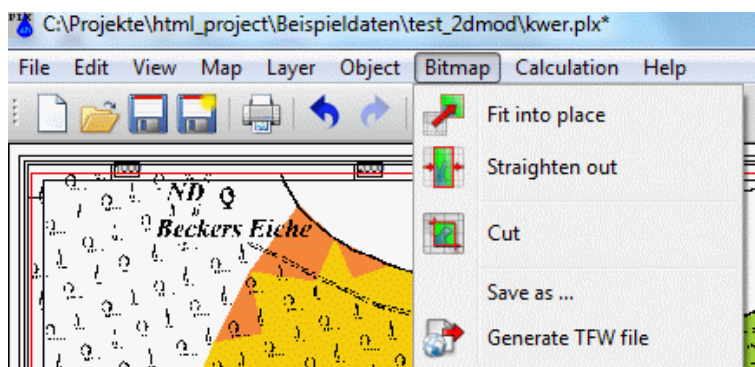 C:\Projekte\html_project\Beispieldaten\test_2dmod\kwer.plx*
File Edit View Map Layer Object Bitmap Calculation Help
Fit into place
Straighten out
Cut
Save as ...
Generate TFW file
ND
Beckers Eiche